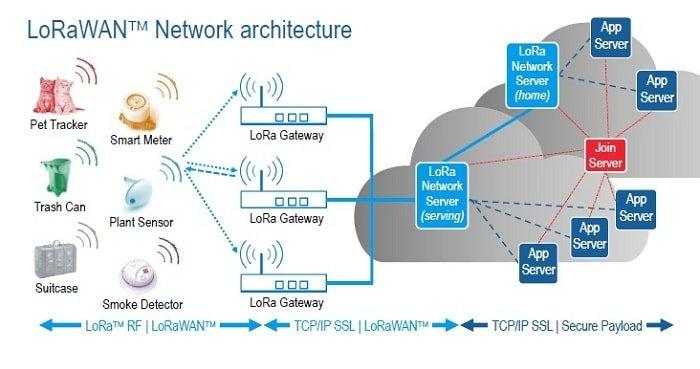 LoRaWAN™ Network architecture
Pet Tracker
Smart Meter
Trash Can
Plant Sensor
Suitcase
Smoke Detector
LoRa Gateway
LoRa Gateway
LoRa Gateway
LoRa
Network
Server
(home)
LoRa
Network
Server
(serving)
App
Server
App
Server
Join
Server
App
Server
App
Server
App
Server
LoRa™ RF | LoRaWAN™
TCP/IP SSL | LoRaWAN™
TCP/IP SSL | Secure Payload